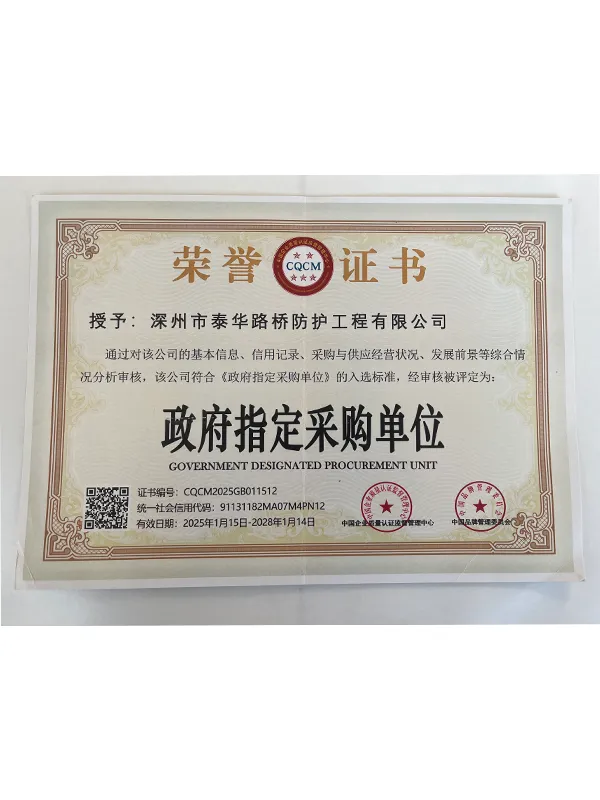 荣誉 CQCM 证书
授予：深州市泰华路桥防护工程有限公司
通过对该公司的基本信息、信用记录、采购与供应经营状况、发展前景等综合情
况分析审核，该公司符合《政府指定采购单位》的入选标准，经审核被评定为：
政府指定采购单位
GOVERNMENT DESIGNATED PROCUREMENT UNIT
证书编号：CQCM2025GB011512
统一社会信用代码：91131182MA07M4PN12
有效日期：2025年1月15日-2028年1月14日
中国企业质量认证监督管理中心
中国品牌管理委员会